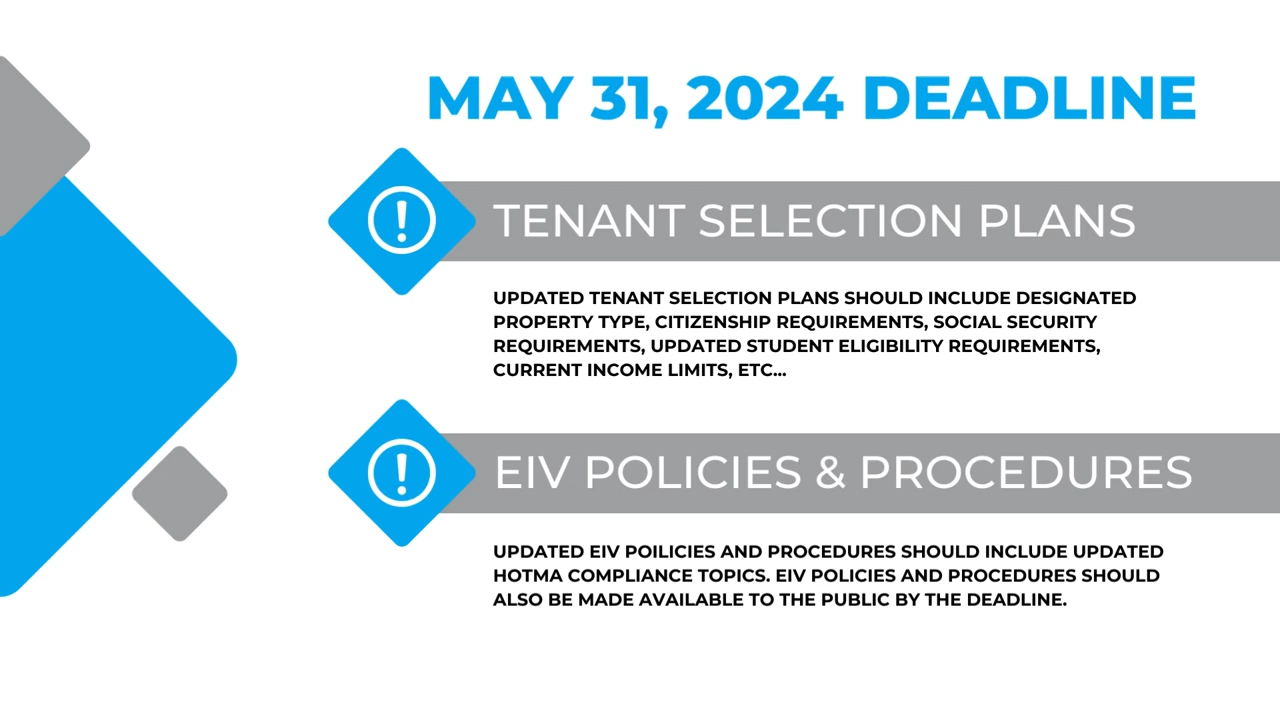 MAY 31, 2024 DEADLINE
TENANT SELECTION PLANS
UPDATED TENANT SELECTION PLANS SHOULD INCLUDE DESIGNATED
PROPERTY TYPE, CITIZENSHIP REQUIREMENTS, SOCIAL SECURITY
REQUIREMENTS, UPDATED STUDENT ELIGIBILITY REQUIREMENTS,
CURRENT INCOME LIMITS, ETC...
EIV POLICIES & PROCEDURES
UPDATED EIV POILICIES AND PROCEDURES SHOULD INCLUDE UPDATED
HOTMA COMPLIANCE TOPICS. EIV POLICIES AND PROCEDURES SHOULD
ALSO BE MADE AVAILABLE TO THE PUBLIC BY THE DEADLINE.